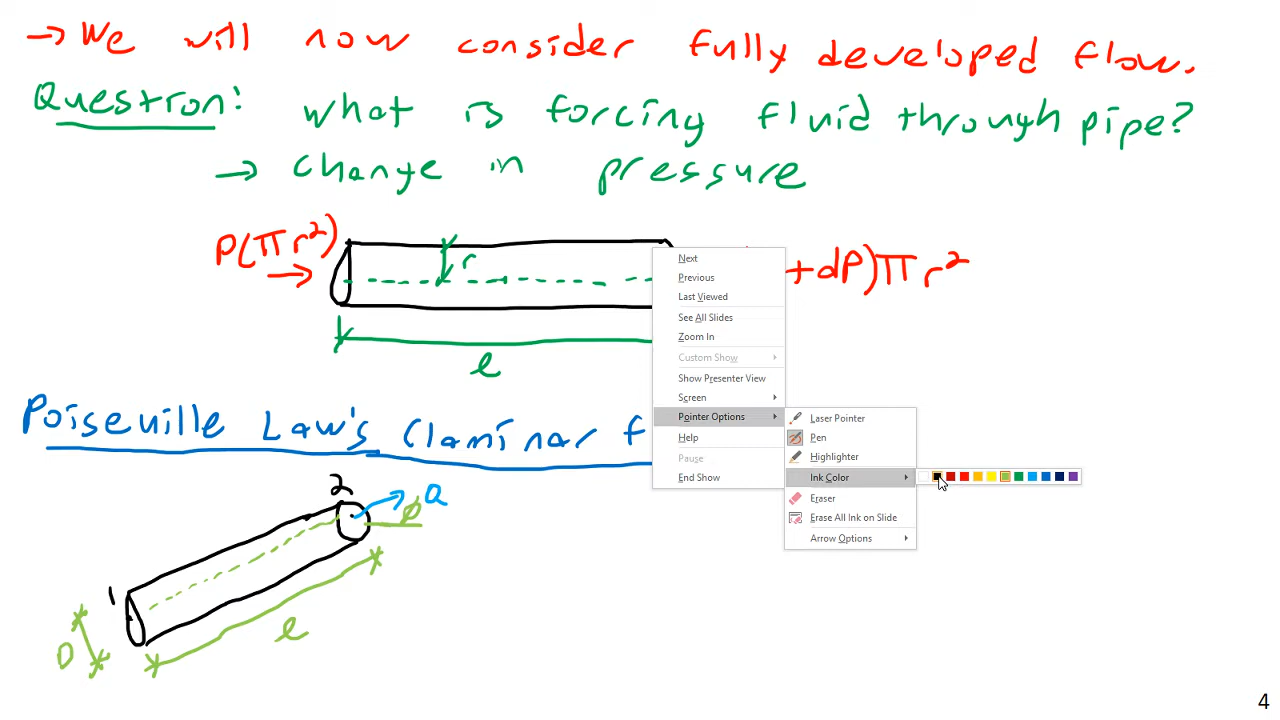 → We will now consider fully developed flow.
Question: what is forcing fluid through pipe?
→ change in pressure
P(πr²) → r +dP)πr²
l
Next
Previous
Last Viewed
See All Slides
Zoom In
Custom Show
Show Presenter View
Screen
Pointer Options
Help
Pause
End Show
Laser Pointer
Pen
Highlighter
Ink Color
Eraser
Erase All Ink on Slide
Arrow Options
Poiseuille Law's (laminar f
2 Q
ϕ
1
D l
4